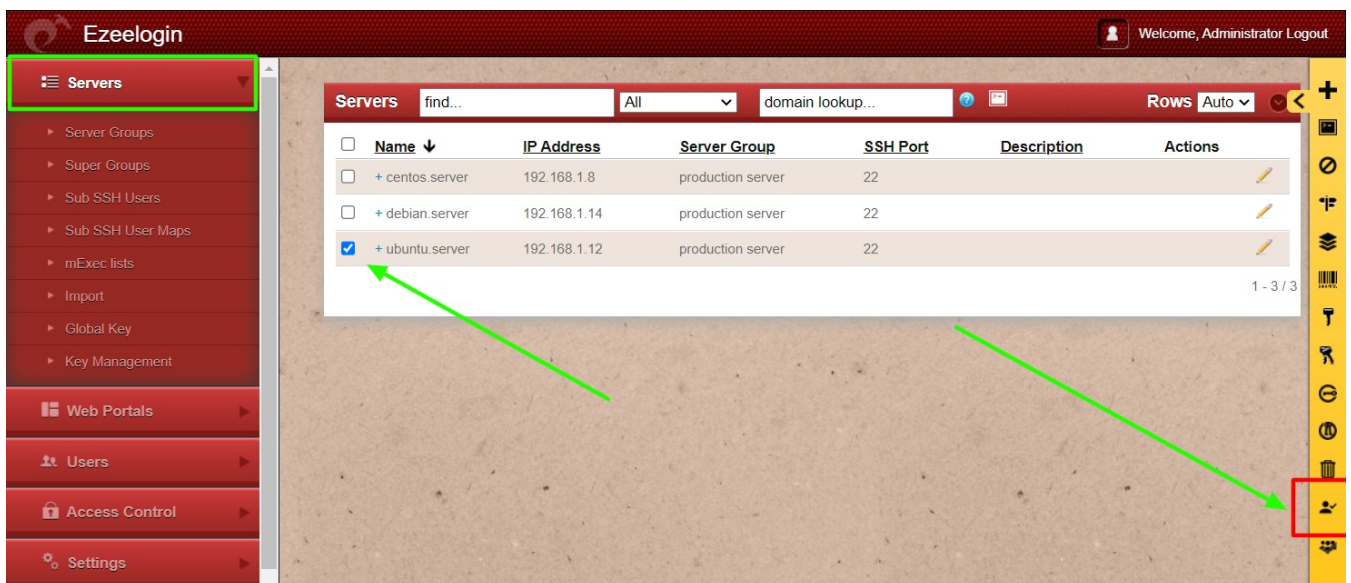 Ezeelogin
Welcome, Administrator Logout
Servers
Server Groups
Super Groups
Sub SSH Users
Sub SSH User Maps
mExec lists
Import
Global Key
Key Management
Web Portals
Users
Access Control
Settings
Servers find... All domain lookup... Rows Auto
Name IP Address Server Group SSH Port Description Actions
+ centos.server 192.168.1.8 production server 22
+ debian.server 192.168.1.14 production server 22
+ ubuntu.server 192.168.1.12 production server 22
1 - 3 / 3